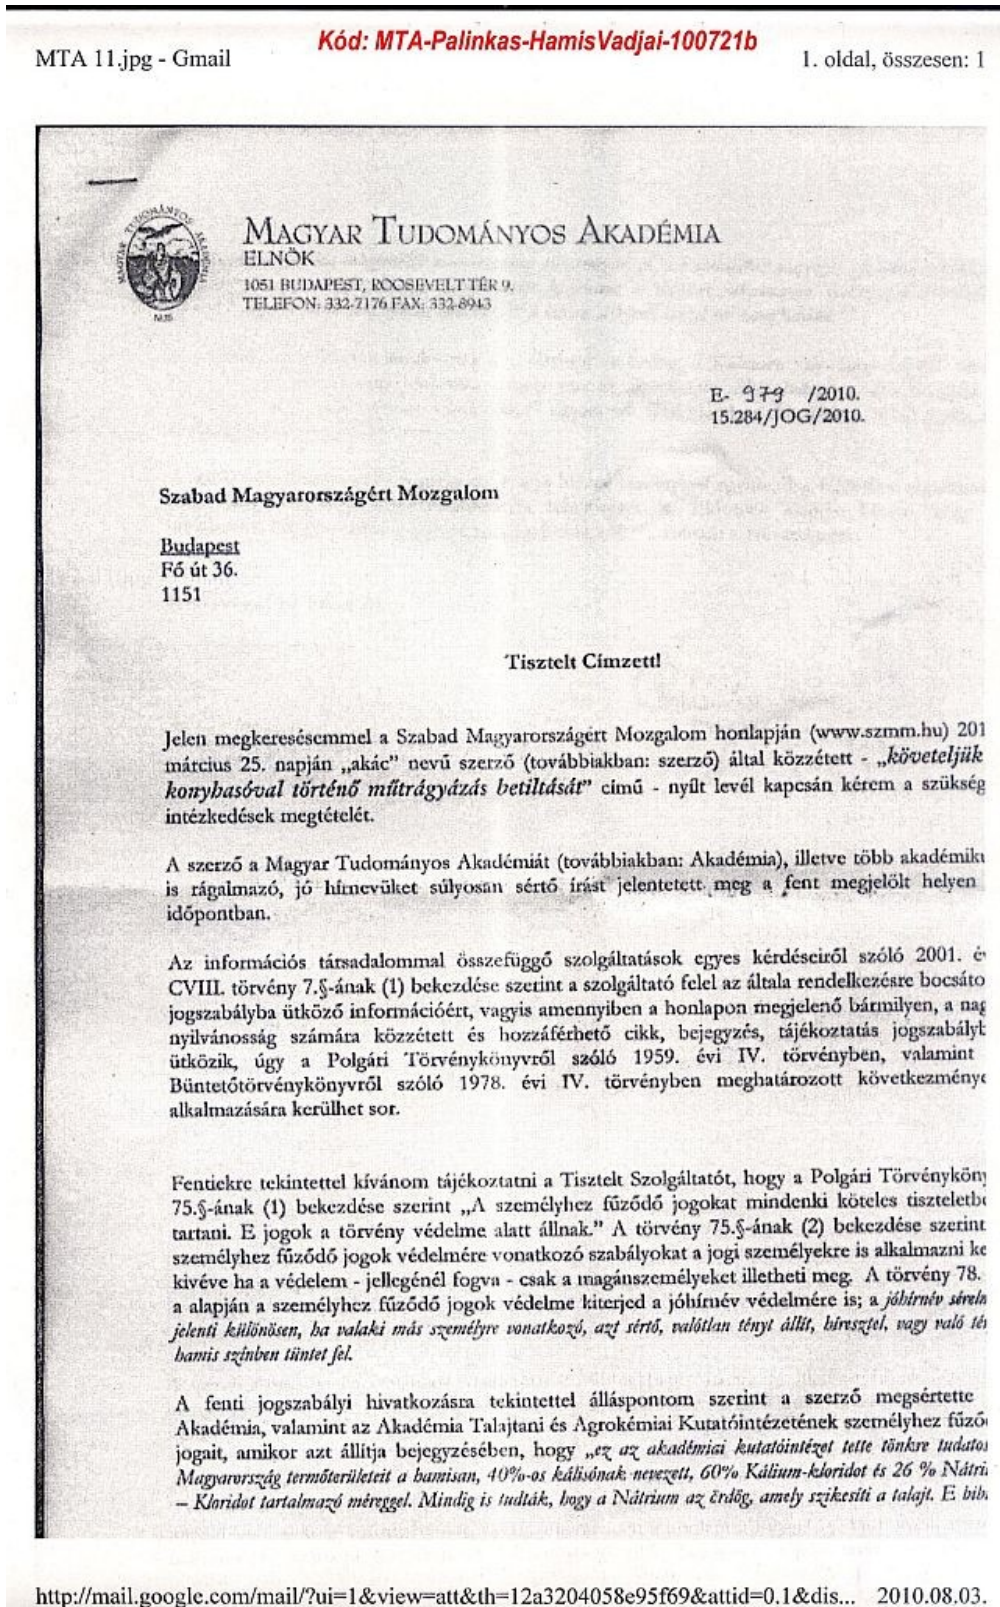 Kód: MTA-Palinkas-HamisVadjai-100721b
MTA 11.jpg - Gmail
1. oldal, összesen: 1
MAGYAR TUDOMÁNYOS AKADÉMIA
MAGYAR TUDOMÁNYOS AKADÉMIA
ELNÖK
1051 BUDAPEST, ROOSEVELT TÉR 9.
TELEFON: 332-7176 FAX: 332-8943
E- 979 /2010.
15.284/JOG/2010.
Szabad Magyarországért Mozgalom
Budapest
Fő út 36.
1151
Tisztelt Címzett!
Jelen megkeresésemmel a Szabad Magyarországért Mozgalom honlapján (www.szmm.hu) 201
március 25. napján „akác” nevű szerző (továbbiakban: szerző) által közzétett - „követeljük
konyhasóval történő műtrágyázás betiltását” című - nyílt levél kapcsán kérem a szükség
intézkedések megtételét.
A szerző a Magyar Tudományos Akadémiát (továbbiakban: Akadémia), illetve több akadémiku
is rágalmazó, jó hírnevüket súlyosan sértő írást jelentetett meg a fent megjelölt helyen
időpontban.
Az információs társadalommal összefüggő szolgáltatások egyes kérdéseiről szóló 2001. év
CVIII. törvény 7.§-ának (1) bekezdése szerint a szolgáltató felel az általa rendelkezésre bocsáto
jogszabályba ütköző információért, vagyis amennyiben a honlapon megjelenő bármilyen, a nag
nyilvánosság számára közzétett és hozzáférhető cikk, bejegyzés, tájékoztatás jogszabályb
ütközik, úgy a Polgári Törvénykönyvről szóló 1959. évi IV. törvényben, valamint
Büntetőtörvénykönyvről szóló 1978. évi IV. törvényben meghatározott következménye
alkalmazására kerülhet sor.
Fentiekre tekintettel kívánom tájékoztatni a Tisztelt Szolgáltatót, hogy a Polgári Törvényköny
75.§-ának (1) bekezdése szerint „A személyhez fűződő jogokat mindenki köteles tiszteletbe
tartani. E jogok a törvény védelme alatt állnak.” A törvény 75.§-ának (2) bekezdése szerint
személyhez fűződő jogok védelmére vonatkozó szabályokat a jogi személyekre is alkalmazni ke
kivéve ha a védelem - jellegénél fogva - csak a magánszemélyeket illetheti meg. A törvény 78.
a alapján a személyhez fűződő jogok védelme kiterjed a jóhírnév védelmére is; a jóhírnév sérelm
jelenti különösen, ha valaki más személyre vonatkozó, azt sértő, valótlan tényt állít, híresztel, vagy való té
hamis színben tüntet fel.
A fenti jogszabályi hivatkozásra tekintettel álláspontom szerint a szerző megsértette
Akadémia, valamint az Akadémia Talajtani és Agrokémiai Kutatóintézetének személyhez fűző
jogait, amikor azt állítja bejegyzésében, hogy „ez az akadémiai kutatóintézet tette tönkre tudatos
Magyarország termőterületeit a hamisan, 40%-os kálisónak nevezett, 60% Kálium-kloridot és 26 % Nátri
– Kloridot tartalmazó méreggel. Mindig is tudták, hogy a Nátrium az ördög, amely szikesíti a talajt. E bib
http://mail.google.com/mail/?ui=1&view=att&th=12a3204058e95f69&attid=0.1&dis... 2010.08.03.